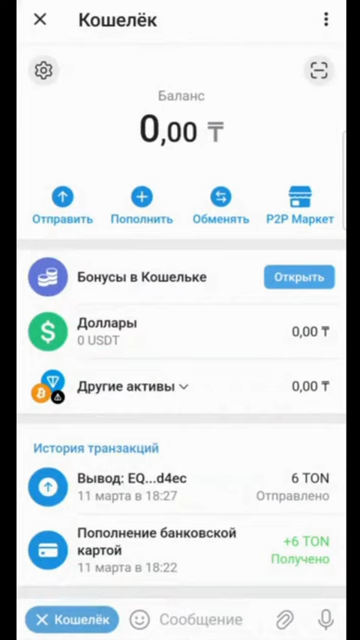 Кошелёк
Баланс
0,00 ₸
Отправить
Пополнить
Обменять
P2P Маркет
Бонусы в Кошельке
Открыть
Доллары
0,00 ₸
0 USDT
Другие активы
0,00 ₸
История транзакций
Вывод: EQ...d4ec
6 TON
11 марта в 18:27
Отправлено
Пополнение банковской
картой
+6 TON
Получено
11 марта в 18:22
Кошелёк
Сообщение